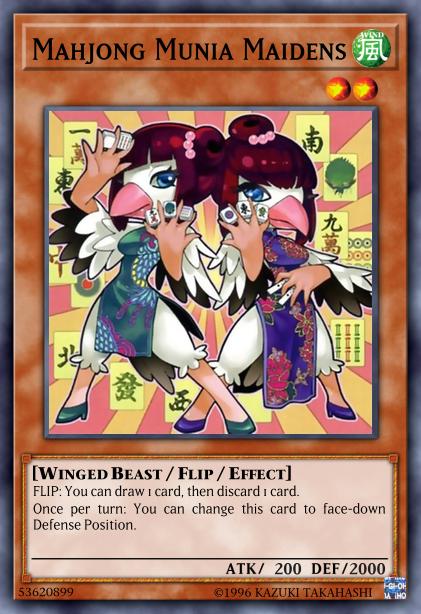 MAHJONG MUNIA MAIDENS
WIND
風
一
萬
南
東
九
萬
北
發
西
[WINGED BEAST / FLIP / EFFECT]
FLIP: You can draw 1 card, then discard 1 card.
Once per turn: You can change this card to face-down
Defense Position.
ATK/ 200 DEF/2000
53620899
©1996 KAZUKI TAKAHASHI